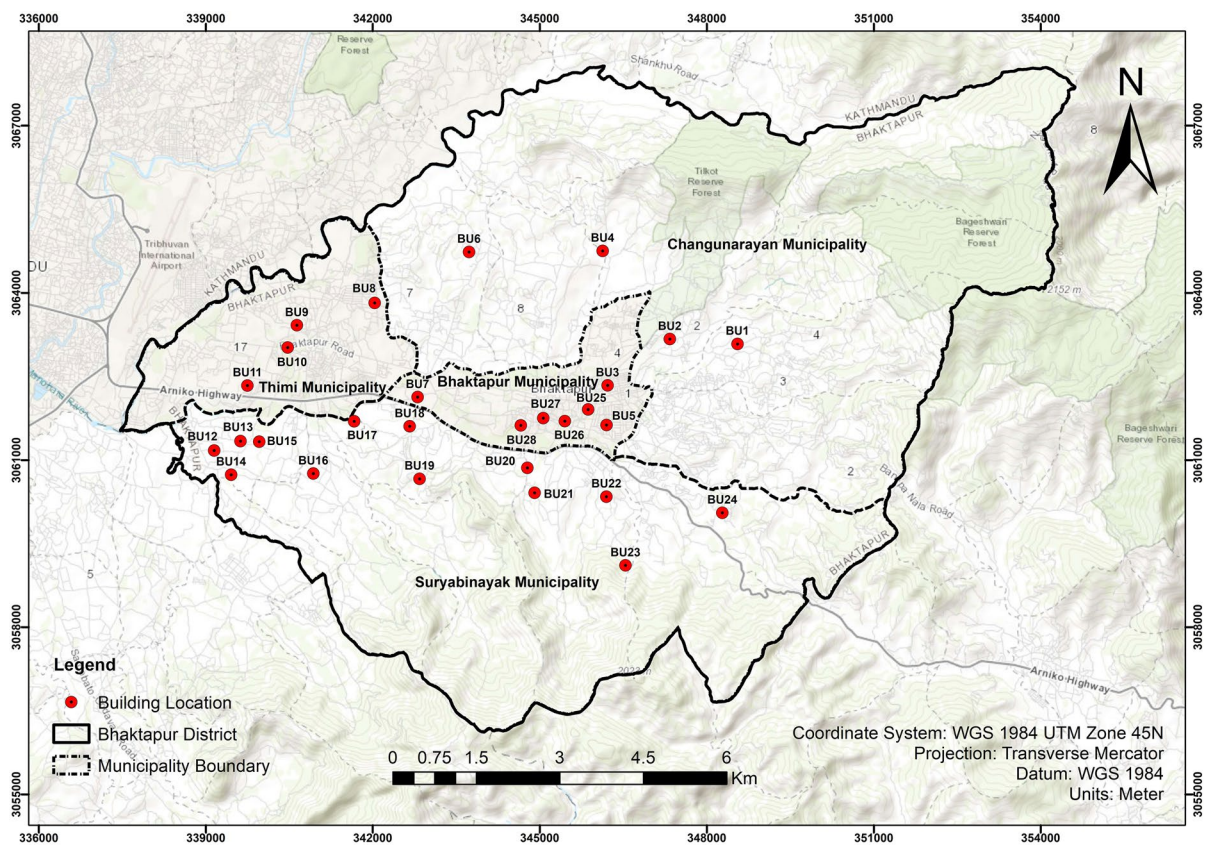 336000 339000 342000 345000 348000 351000 354000
Reserve
Forest
Shankhu Road
KATHMANDU
BHAKTAPUR
8
N
3067000
3067000
Tilkot
Reserve
Forest
Bageshwari
Reserve
Forest
Tribhuvan
International
Airport
DU
KATHMANDU
BHAKTAPUR
BU6
BU4
Changunarayan Municipality
2152 m
3064000
3064000
7
8
BU8
BU9
17
BU10
BU2
2
BU1
4
4
3
BU11
Thimi Municipality
Arniko Highway
BU7
Bhaktapur Municipality
Bhaktapur
BU3
1
BU25
BU27
BU5
BU26
BU28
BU18
BU17
BHAKTAPUR
BU12
BU13
BU15
BU14
BU16
BU19
BU20
BU21
BU22
BU24
2
Bageshwari
Reserve Forest
3061000
3061000
BHAKTAPUR
BU23
Suryabinayak Municipality
5
3058000
3058000
2023 m
Arniko Highway
Legend
Building Location
Bhaktapur District
Municipality Boundary
0 0.75 1.5 3 4.5 6
Km
Coordinate System: WGS 1984 UTM Zone 45N
Projection: Transverse Mercator
Datum: WGS 1984
Units: Meter
3055000
3055000
336000 339000 342000 345000 348000 351000 354000